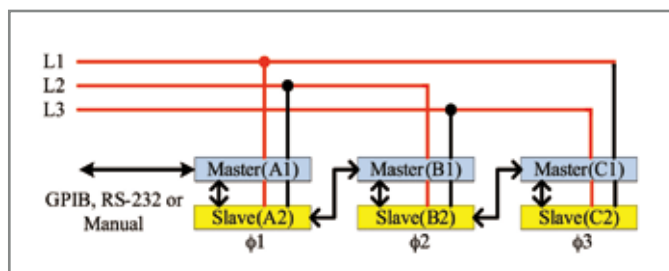 L1
L2
L3
Master(A1) Master(B1) Master(C1)
GPIB, RS-232 or
Manual
Slave(A2) Slave(B2) Slave(C2)
ϕ1 ϕ2 ϕ3